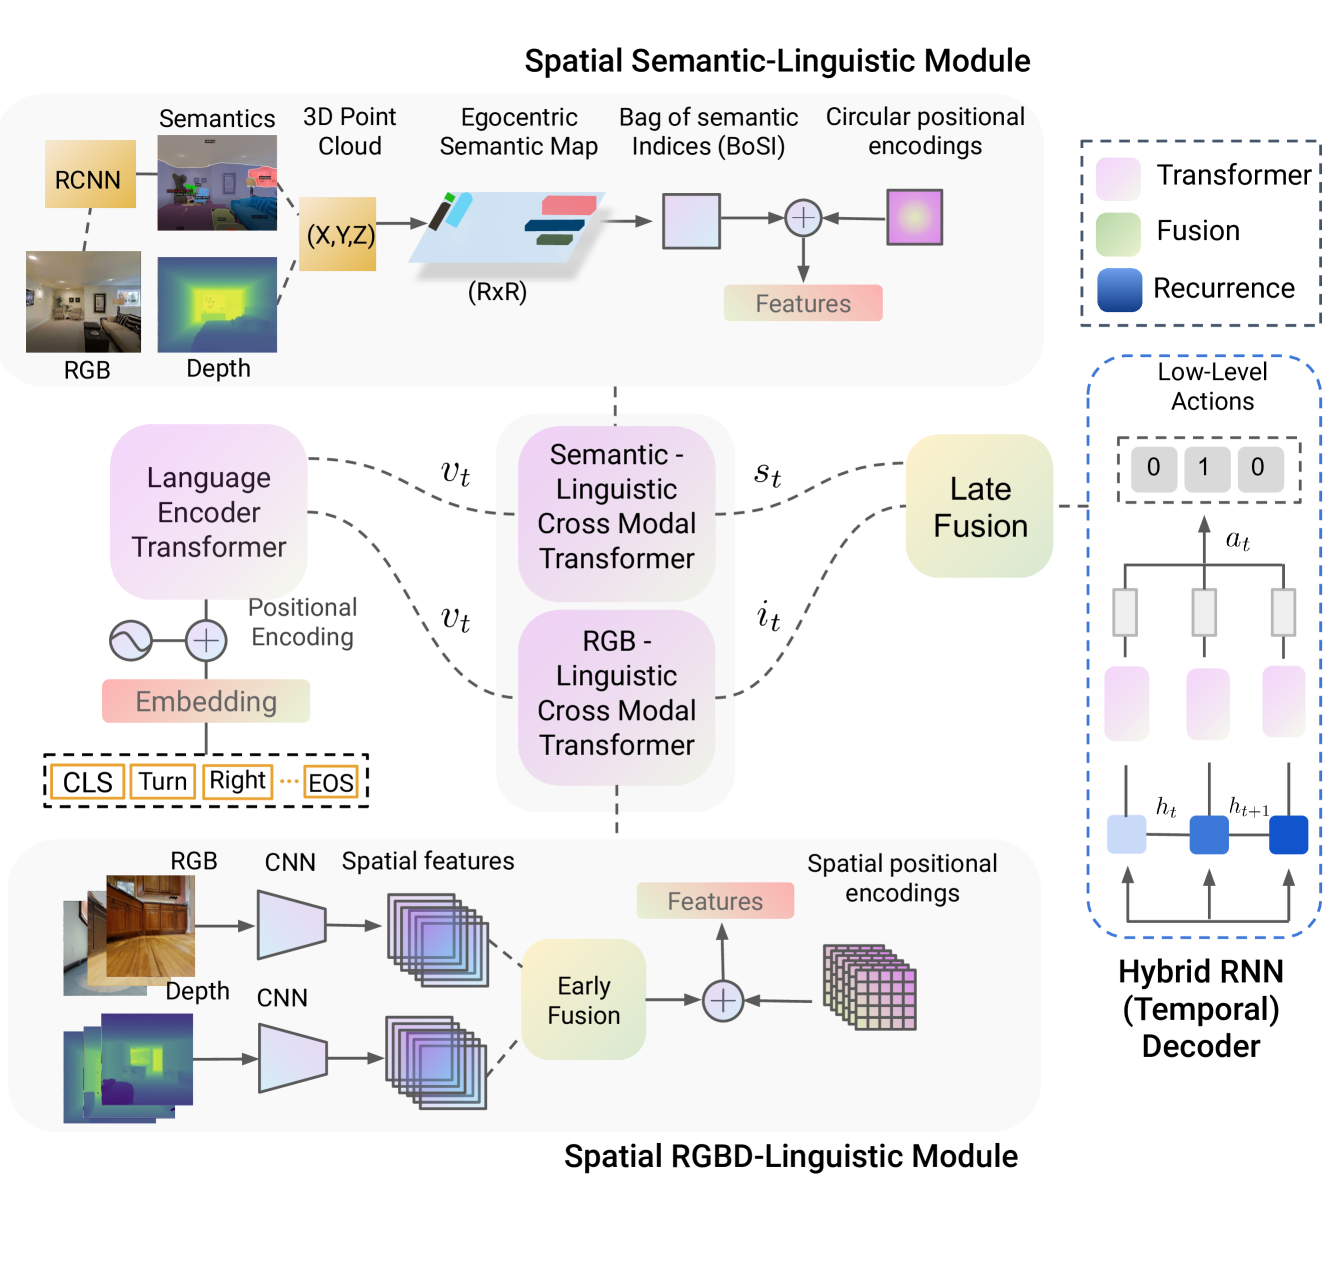 Spatial Semantic-Linguistic Module
Semantics
3D Point
Cloud
Egocentric
Semantic Map
Bag of semantic
Indices (BoSI)
Circular positional
encodings
RCNN
(X,Y,Z)
(RxR)
Features
RGB
Depth
Transformer
Fusion
Recurrence
Language
Encoder
Transformer
v_t
v_t
Semantic -
Linguistic
Cross Modal
Transformer
RGB -
Linguistic
Cross Modal
Transformer
s_t
i_t
Late
Fusion
Positional
Encoding
Embedding
CLS Turn Right ... EOS
Low-Level
Actions
0 1 0
a_t
h_t
h_{t+1}
Hybrid RNN
(Temporal)
Decoder
RGB
CNN
Spatial features
Depth
CNN
Early
Fusion
Features
Spatial positional
encodings
Spatial RGBD-Linguistic Module